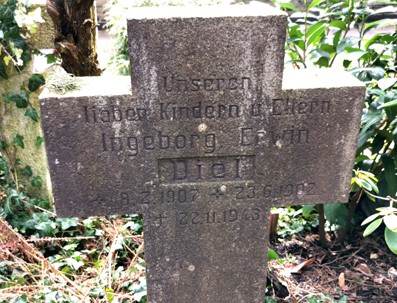 Unseren
lieben Kindern u. Eltern
Ingeborg Erwin
Diel
* 8.2.1907 * 23.6.1902
+ 22.11.1943